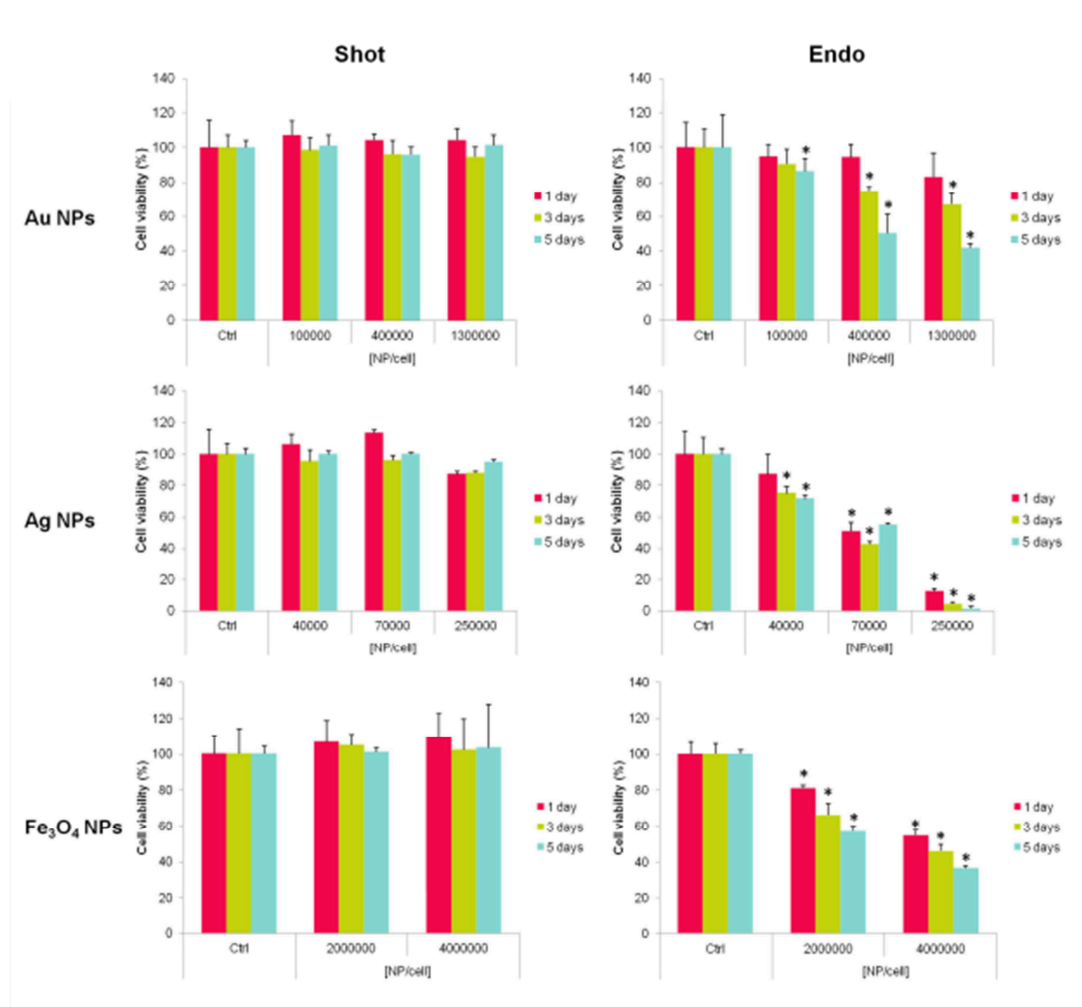 Shot
Endo
Au NPs
Cell viability (%)
140
120
100
80
60
40
20
0
Ctrl
100000
400000
1300000
[NP/cell]
1 day
3 days
5 days
Cell viability (%)
140
120
100
80
60
40
20
0
* * * * *
Ctrl
100000
400000
1300000
[NP/cell]
1 day
3 days
5 days
Ag NPs
Cell viability (%)
140
120
100
80
60
40
20
0
Ctrl
40000
70000
250000
[NP/cell]
1 day
3 days
5 days
Cell viability (%)
140
120
100
80
60
40
20
0
* * * * * * * *
Ctrl
40000
70000
250000
[NP/cell]
1 day
3 days
5 days
Fe₃O₄ NPs
Cell viability (%)
140
120
100
80
60
40
20
0
Ctrl
2000000
4000000
[NP/cell]
1 day
3 days
5 days
Cell viability (%)
140
120
100
80
60
40
20
0
* * * * * *
Ctrl
2000000
4000000
[NP/cell]
1 day
3 days
5 days